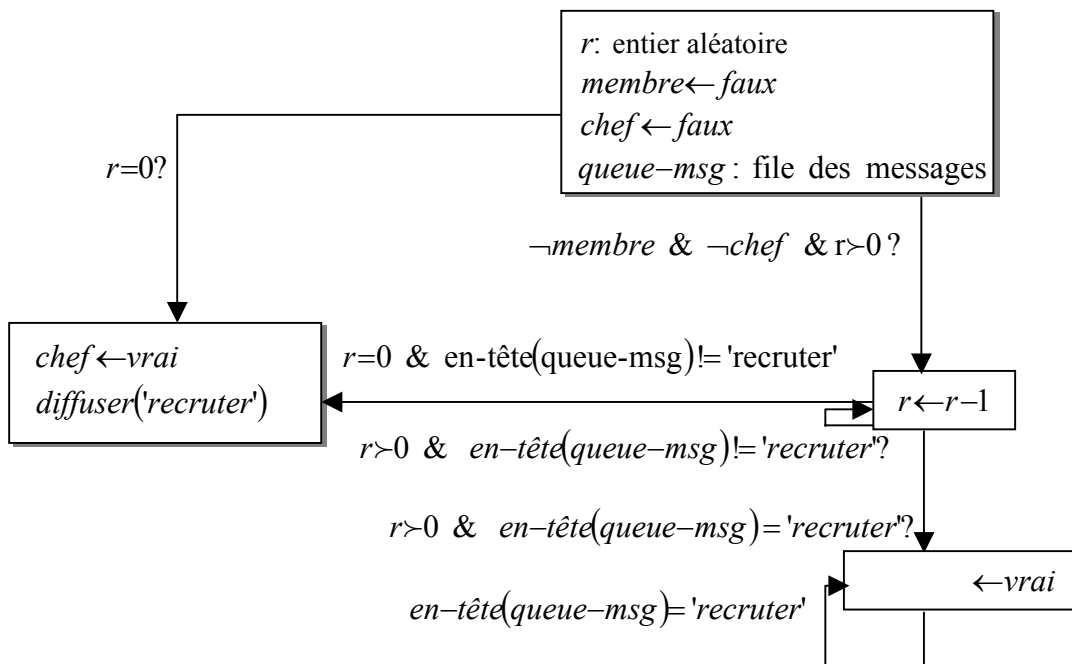 r: entier aléatoire
membre←faux
chef←faux
queue−msg : file des messages
r=0?
¬membre & ¬chef & r≻0 ?
chef←vrai
diffuser('recruter')
r=0 & en-tête(queue-msg)!= 'recruter'
r←r−1
r≻0 & en−tête(queue−msg)!= 'recruter'?
r≻0 & en−tête(queue−msg)= 'recruter'?
←vrai
en−tête(queue−msg)= 'recruter'